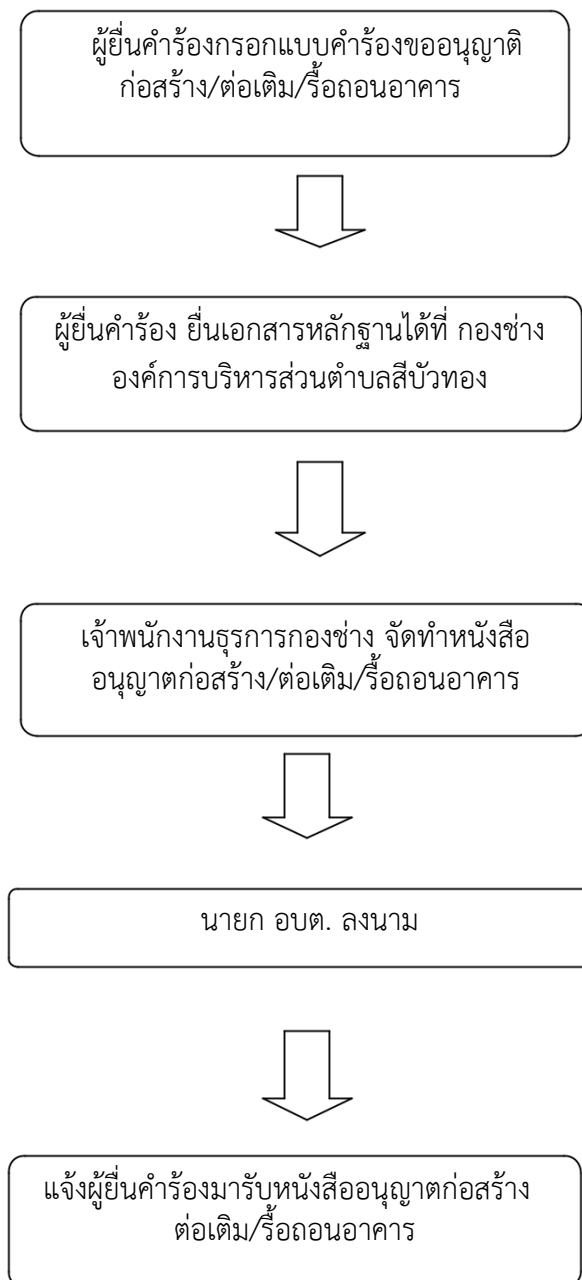 ผู้ยื่นคำร้องกรอกแบบคำร้องขออนุญาติ
ก่อสร้าง/ต่อเติม/รื้อถอนอาคาร
ผู้ยื่นคำร้อง ยื่นเอกสารหลักฐานได้ที่ กองช่าง
องค์การบริหารส่วนตำบลสีบัวทอง
เจ้าพนักงานธุรการกองช่าง จัดทำหนังสือ
อนุญาตก่อสร้าง/ต่อเติม/รื้อถอนอาคาร
นายก อบต. ลงนาม
แจ้งผู้ยื่นคำร้องมารับหนังสืออนุญาตก่อสร้าง
ต่อเติม/รื้อถอนอาคาร